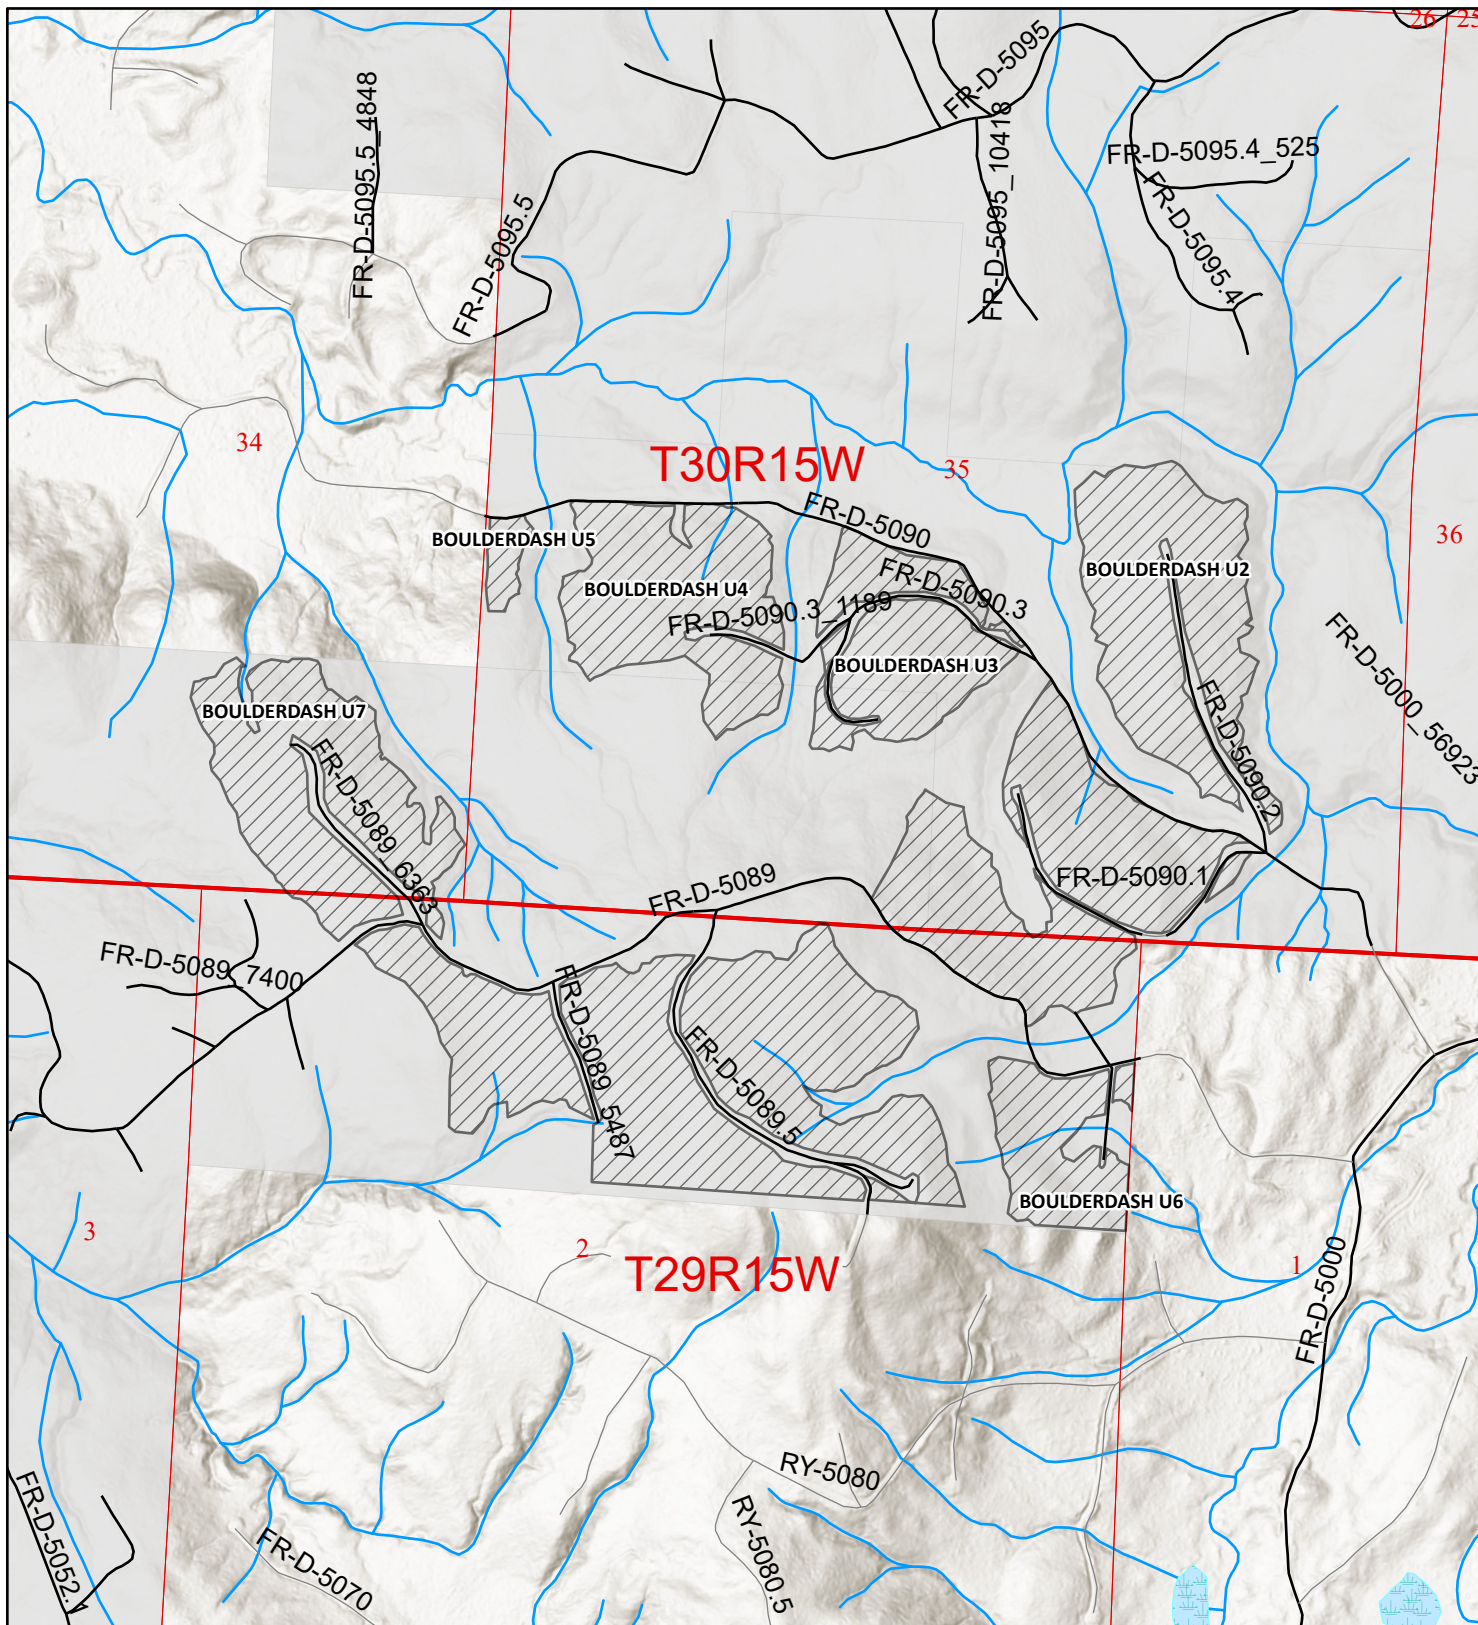 26
25
FR-D-5095
FR-D-5095.5_4848
FR-D-5095_10418
FR-D-5095.4_525
FR-D-5095.4
FR-D-5095.5
34
T30R15W
35
36
FR-D-5090
BOULDERDASH U5
BOULDERDASH U4
FR-D-5090.3
BOULDERDASH U2
FR-D-5090.3_1189
BOULDERDASH U3
FR-D-5000_56923
BOULDERDASH U7
FR-D-5090.2
FR-D-5089_6363
FR-D-5089
FR-D-5090.1
FR-D-5089_7400
FR-D-5089_5487
FR-D-5089.5
BOULDERDASH U6
3
2
T29R15W
1
FR-D-5000
RY-5080
RY-5080.5
FR-D-5052.1
FR-D-5070